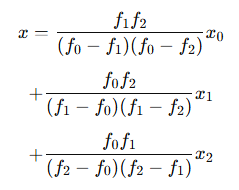 x = \frac{f_1 f_2}{(f_0 - f_1)(f_0 - f_2)} x_0
+ \frac{f_0 f_2}{(f_1 - f_0)(f_1 - f_2)} x_1
+ \frac{f_0 f_1}{(f_2 - f_0)(f_2 - f_1)} x_2